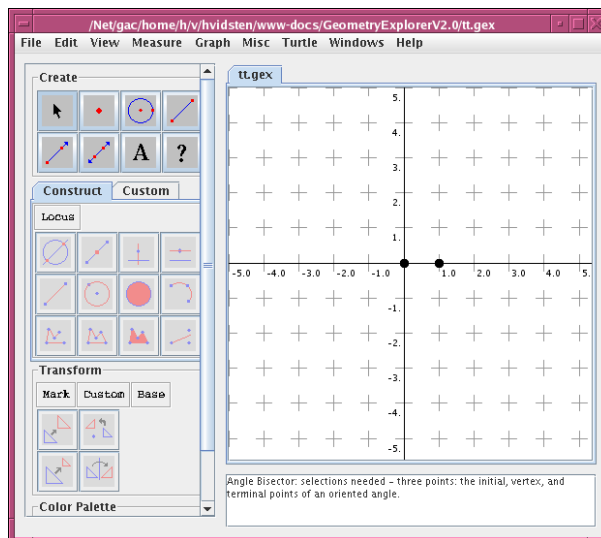 /Net/gac/home/h/v/hvidsten/www-docs/GeometryExplorerV2.0/tt.gex
File Edit View Measure Graph Misc Turtle Windows Help
Create
A ?
Construct Custom
Locus
Transform
Mark Custom Base
Color Palette
tt.gex
5.
4.
3.
2.
1.
-5.0 -4.0 -3.0 -2.0 -1.0 1.0 2.0 3.0 4.0 5.
-1.
-2.
-3.
-4.
-5.
Angle Bisector: selections needed – three points: the initial, vertex, and
terminal points of an oriented angle.